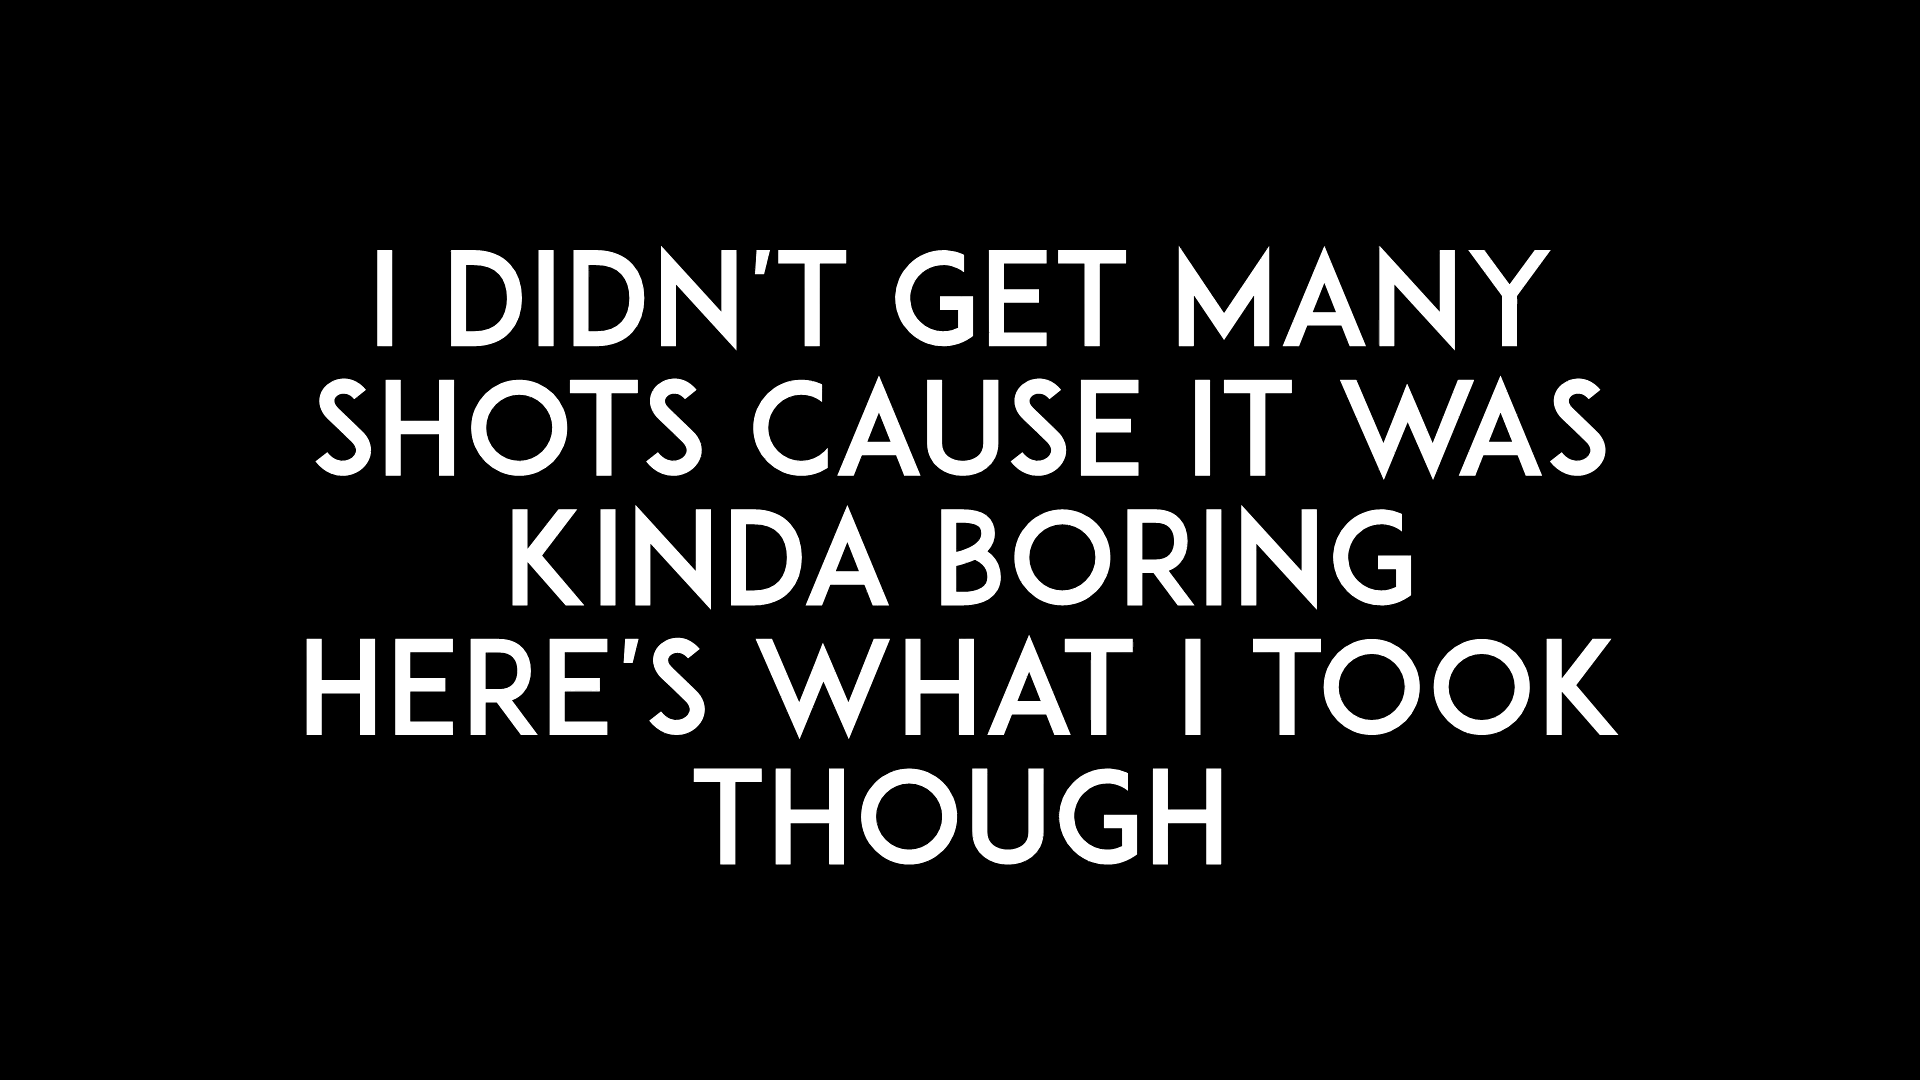 I DIDN'T GET MANY
SHOTS CAUSE IT WAS
KINDA BORING
HERE'S WHAT I TOOK
THOUGH